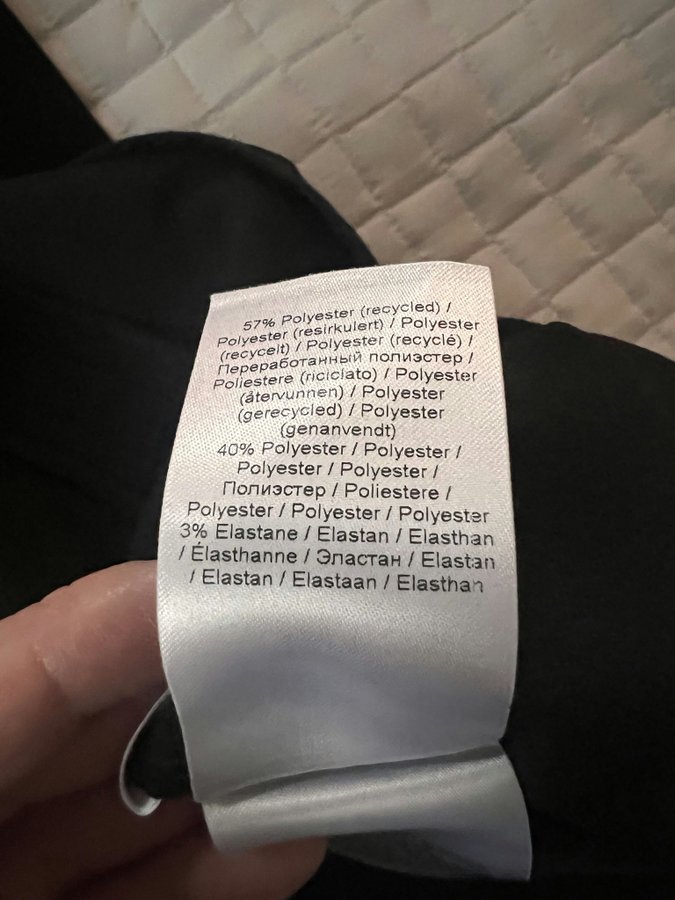 57% Polyester (recycled) /
Polyester (resirkulert) / Polyester
(recycelt) / Polyester (recyclé) /
Переработанный полиэстер /
Poliestere (riciclato) / Polyester
(återvunnen) / Polyester
(gerecycled) / Polyester
(genanvendt)
40% Polyester / Polyester /
Polyester / Polyester /
Полиэстер / Poliestere /
Polyester / Polyester / Polyester
3% Elastane / Elastan / Elasthan
/ Élasthanne / Эластан / Elastan
/ Elastan / Elastaan / Elasthan